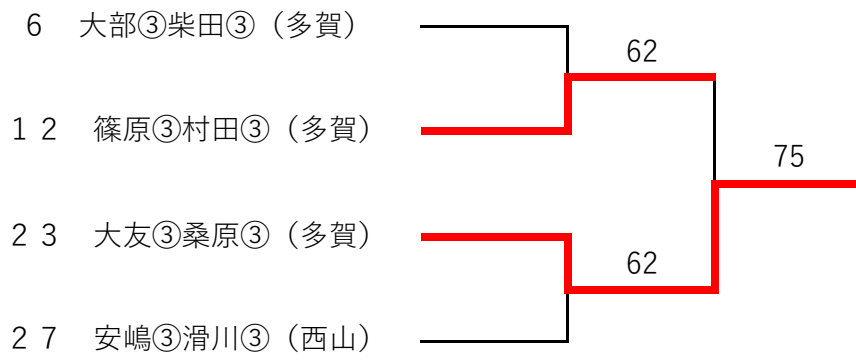 6 大部③柴田③（多賀）
62
12 篠原③村田③（多賀）
75
23 大友③桑原③（多賀）
62
27 安嶋③滑川③（西山）